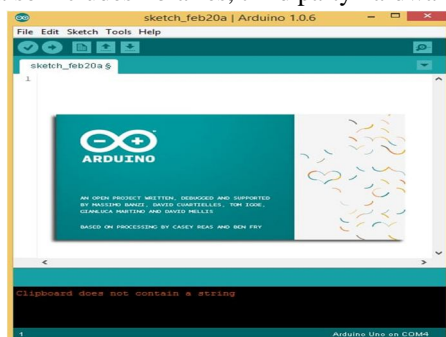 sketch_feb20a | Arduino 1.0.6
File Edit Sketch Tools Help
sketch_feb20a §
1
ARDUINO
AN OPEN PROJECT WRITTEN, DEBUGGED AND SUPPORTED
BY MASSIMO BANZI, DAVID CUARTIELLES, TOM IGOE,
GIANLUCA MARTINO AND DAVID MELLIS
BASED ON PROCESSING BY CASEY REAS AND BEN FRY
Clipboard does not contain a string
1 Arduino Uno on COM4